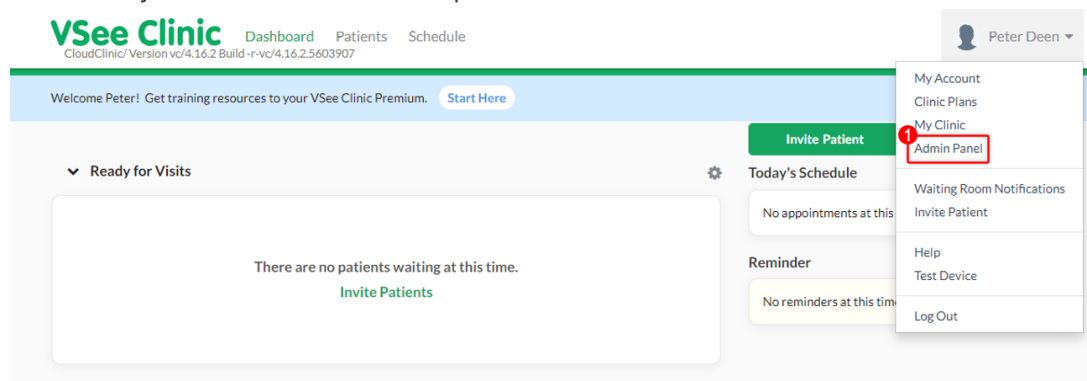 VSee Clinic
CloudClinic/ Version vc/4.16.2 Build -r-vc/4.16.2.5603907
Dashboard Patients Schedule
Peter Deen
Welcome Peter! Get training resources to your VSee Clinic Premium. Start Here
My Account
Clinic Plans
My Clinic
1
Admin Panel
Waiting Room Notifications
Invite Patient
Help
Test Device
Log Out
Ready for Visits
There are no patients waiting at this time.
Invite Patients
Invite Patient
Today's Schedule
No appointments at this
Reminder
No reminders at this tim